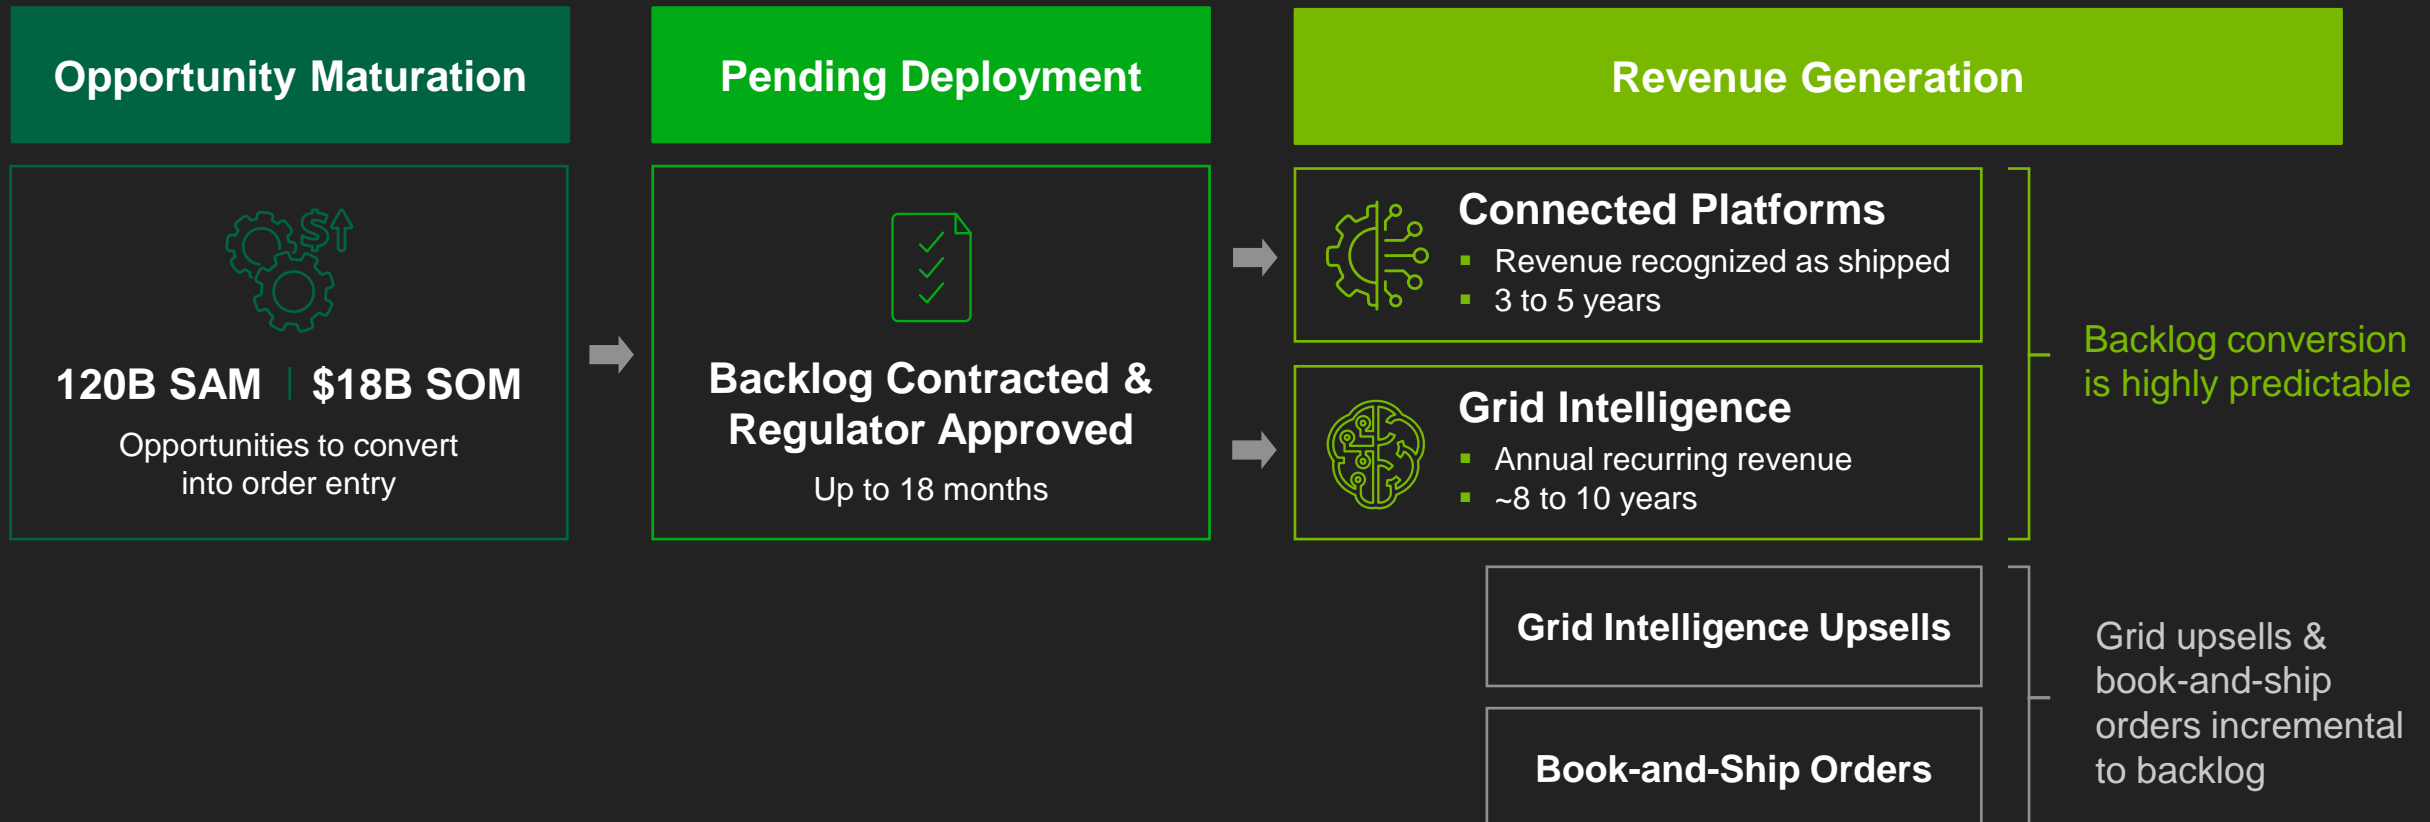 Opportunity Maturation
Pending Deployment
Revenue Generation
$
120B SAM | $18B SOM
Opportunities to convert
into order entry
Backlog Contracted &
Regulator Approved
Up to 18 months
Connected Platforms
▪ Revenue recognized as shipped
▪ 3 to 5 years
Grid Intelligence
▪ Annual recurring revenue
▪ ~8 to 10 years
Backlog conversion
is highly predictable
Grid Intelligence Upsells
Book-and-Ship Orders
Grid upsells &
book-and-ship
orders incremental
to backlog